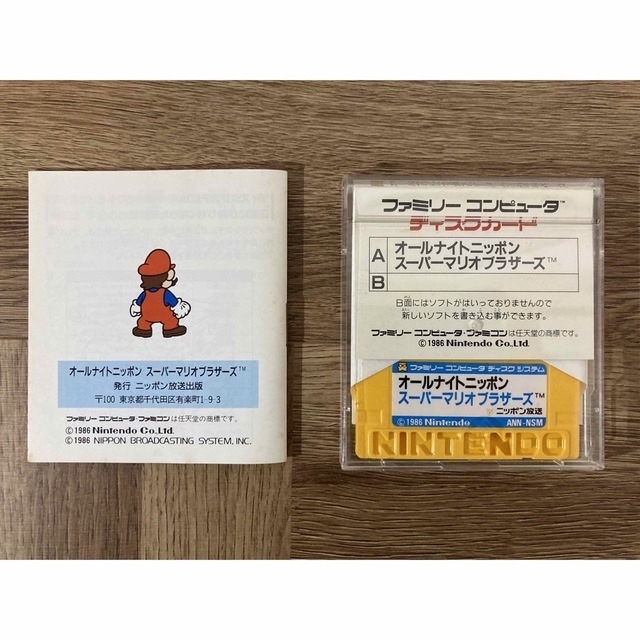 オールナイトニッポン スーパーマリオブラザーズ™
発行 ニッポン放送出版
〒100 東京都千代田区有楽町1-9-3
ファミリー コンピュータ・ファミコンは任天堂の商標です。
©1986 Nintendo Co.,Ltd.
©1986 NIPPON BROADCASTING SYSTEM, INC.
ファミリー コンピュータ™
ディスクカード
A オールナイトニッポン
スーパーマリオブラザーズ™
B
B面にはソフトがはいっておりませんので
新しいソフトを書き込む事ができます。
ファミリー コンピュータ・ファミコンは任天堂の商標です。
©1986 Nintendo Co.,Ltd.
ファミリー コンピュータ ディスク システム
オールナイトニッポン
スーパーマリオブラザーズ™
ニッポン放送
©1986 Nintendo ANN-NSM
NINTENDO